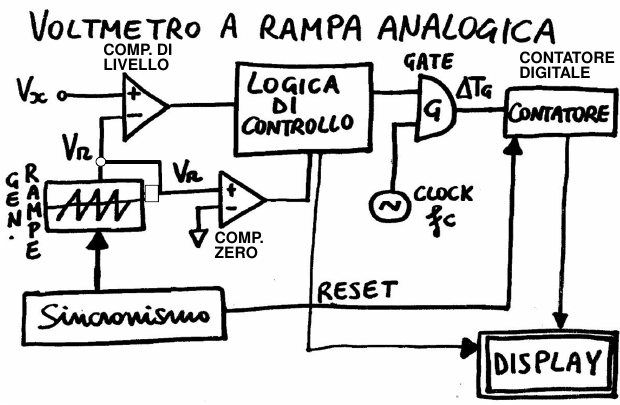 VOLTMETRO A RAMPA ANALOGICA
COMP. DI
LIVELLO
Vx
+
-
LOGICA
DI
CONTROLLO
GATE
G
ΔTG
CONTATORE
DIGITALE
CONTATORE
VR
VR
GEN.
RAMPE
+
-
COMP.
ZERO
~
CLOCK
fc
Sincronismo
RESET
DISPLAY